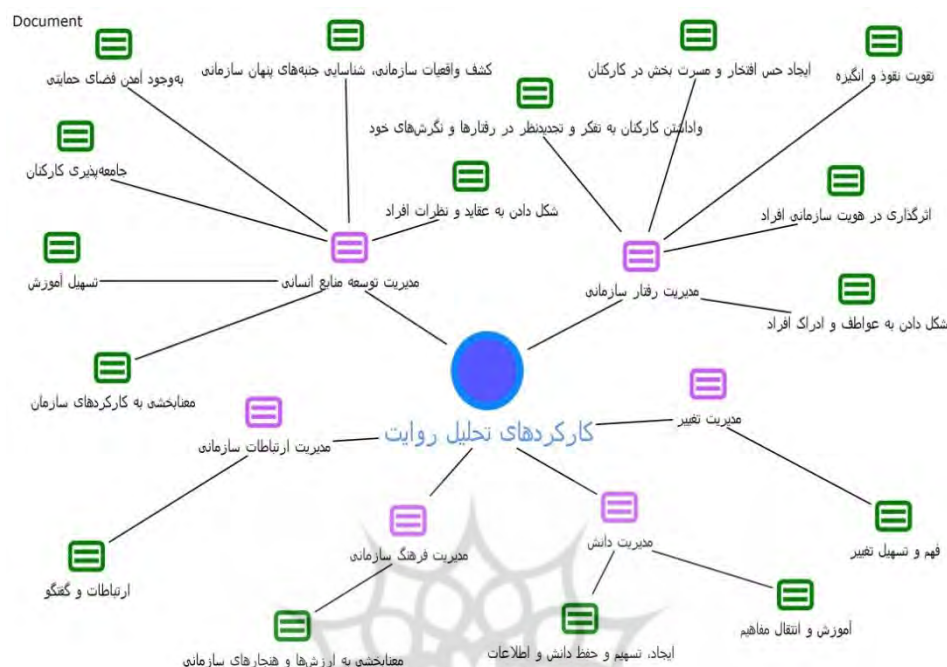 Document
به‌وجود آمدن فضای حمایتی
کشف واقعیات سازمانی، شناسایی جنبه‌های پنهان سازمانی
ایجاد حس افتخار و مسرت بخش در کارکنان
تقویت نفوذ و انگیزه
واداشتن کارکنان به تفکر و تجدیدنظر در رفتارها و نگرش‌های خود
جامعه‌پذیری کارکنان
شکل دادن به عقاید و نظرات افراد
اثرگذاری در هویت سازمانی افراد
تسهیل آموزش
مدیریت توسعه منابع انسانی
مدیریت رفتار سازمانی
شکل دادن به عواطف و ادراک افراد
معنابخشی به کارکردهای سازمان
مدیریت تغییر
کارکردهای تحلیل روایت
مدیریت ارتباطات سازمانی
مدیریت دانش
مدیریت فرهنگ سازمانی
فهم و تسهیل تغییر
ارتباطات و گفتگو
آموزش و انتقال مفاهیم
ایجاد، تسهیم و حفظ دانش و اطلاعات
معنابخشی به ارزش‌ها و هنجارهای سازمانی